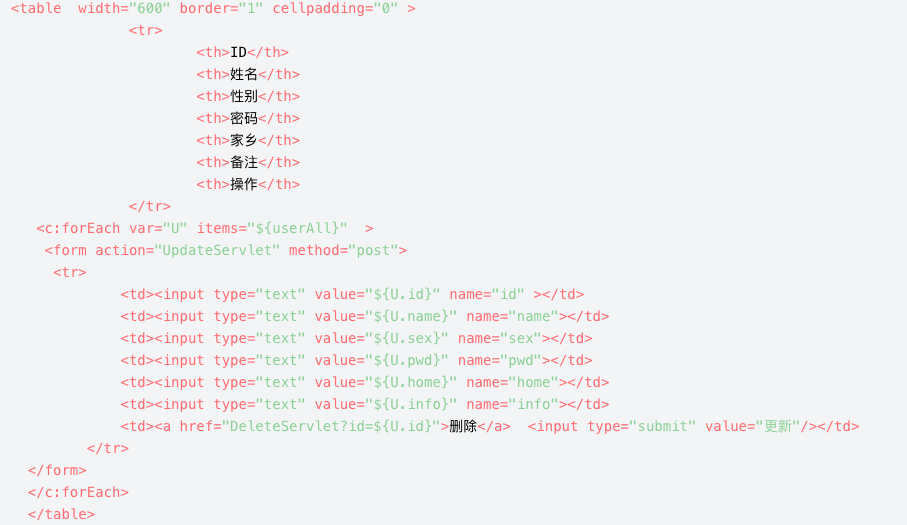 <table  width="600" border="1" cellpadding="0" >
<tr>
<th>ID</th>
<th>姓名</th>
<th>性别</th>
<th>密码</th>
<th>家乡</th>
<th>备注</th>
<th>操作</th>
</tr>
<c:forEach var="U" items="${userAll}"  >
<form action="UpdateServlet" method="post">
<tr>
<td><input type="text" value="${U.id}" name="id" ></td>
<td><input type="text" value="${U.name}" name="name"></td>
<td><input type="text" value="${U.sex}" name="sex"></td>
<td><input type="text" value="${U.pwd}" name="pwd"></td>
<td><input type="text" value="${U.home}" name="home"></td>
<td><input type="text" value="${U.info}" name="info"></td>
<td><a href="DeleteServlet?id=${U.id}">删除</a>  <input type="submit" value="更新"/></td>
</tr>
</form>
</c:forEach>
</table>